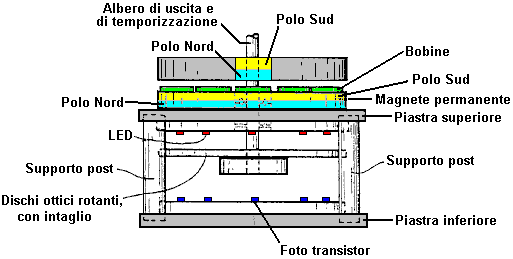 Albero di uscita e
di temporizzazione
Polo Sud
Polo Nord
Bobine
Polo Sud
Polo Nord
Magnete permanente
Piastra superiore
LED
Supporto post
Supporto post
Dischi ottici rotanti,
con intaglio
Piastra inferiore
Foto transistor